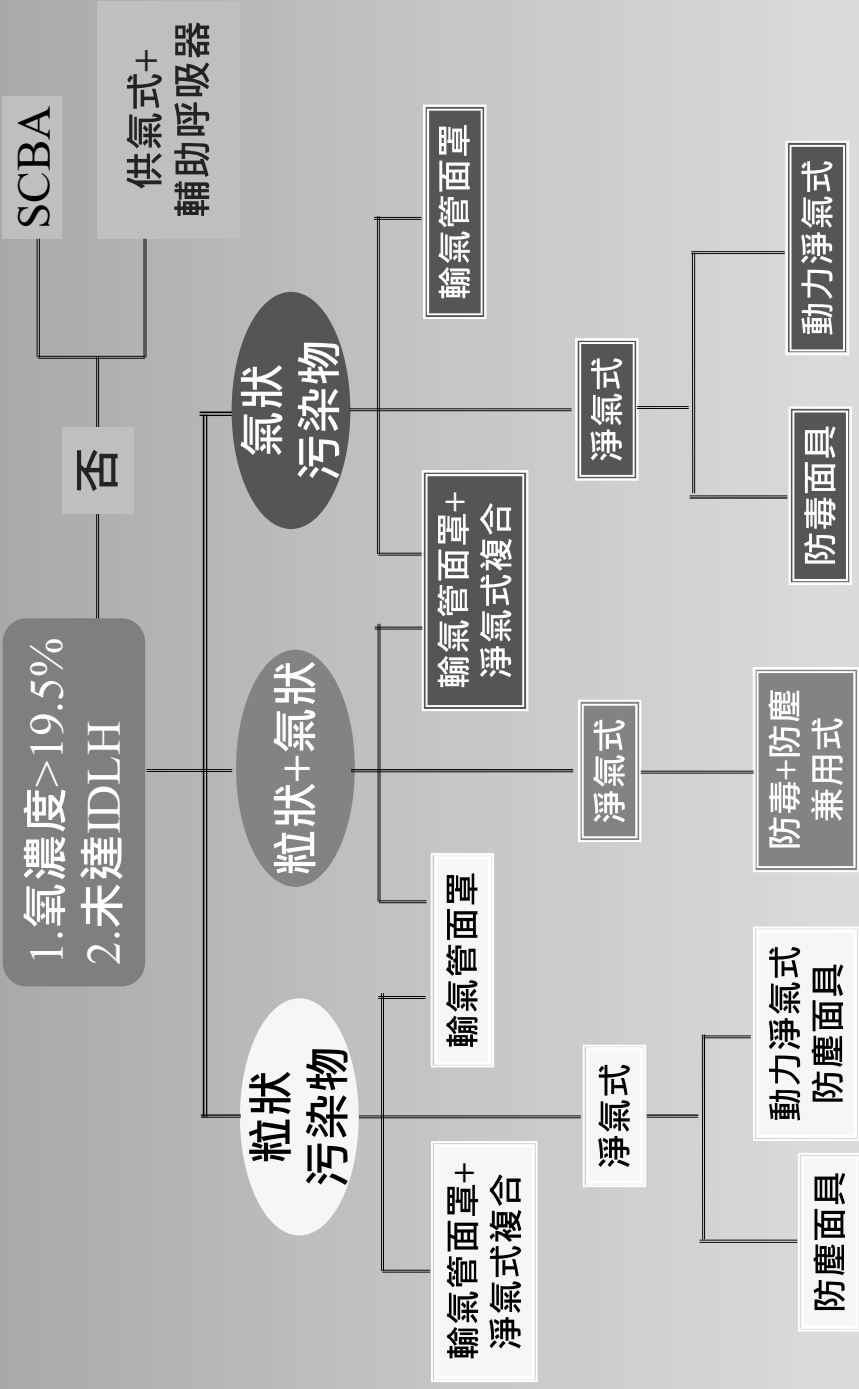 1.氧濃度>19.5%
2.未達IDLH
否
SCBA
供氣式+
輔助呼吸器
粒狀
污染物
粒狀+氣狀
氣狀
污染物
輸氣管面罩+
淨氣式複合
輸氣管面罩
輸氣管面罩+
淨氣式複合
輸氣管面罩
淨氣式
淨氣式
淨氣式
防塵面具
動力淨氣式
防塵面具
防毒+防塵
兼用式
防毒面具
動力淨氣式